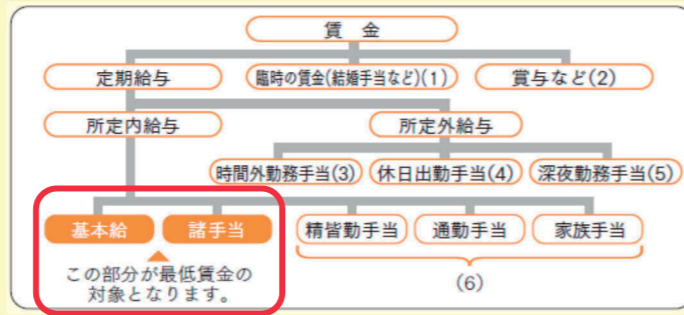 賃金
定期給与
臨時の賃金(結婚手当など)(1)
賞与など(2)
所定内給与
所定外給与
時間外勤務手当(3)
休日出勤手当(4)
深夜勤務手当(5)
基本給
諸手当
精皆勤手当
通勤手当
家族手当
この部分が最低賃金の
対象となります。
(6)